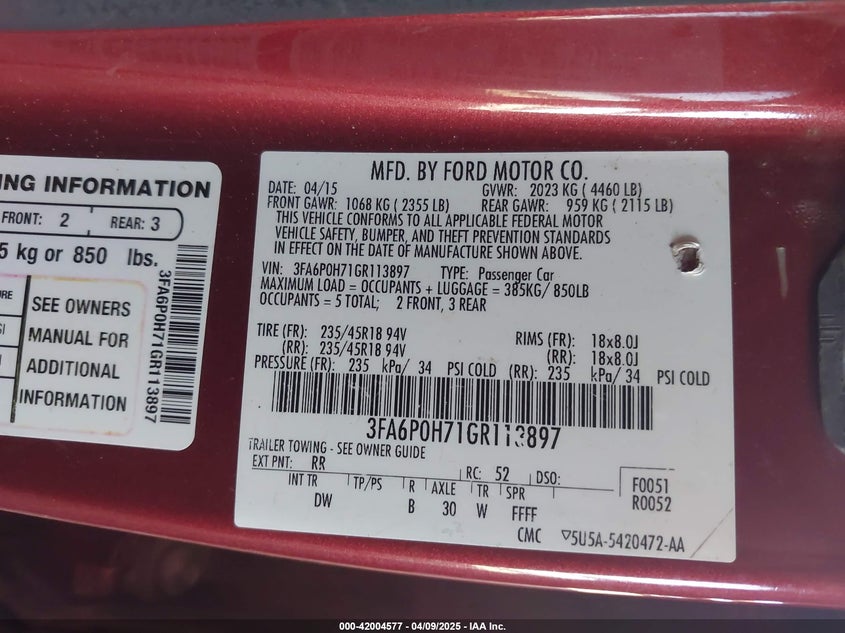 NG INFORMATION
FRONT: 2 REAR: 3
5 kg or 850 lbs.
SEE OWNERS
MANUAL FOR
ADDITIONAL
INFORMATION
3FA6P0H71GR113897
MFD. BY FORD MOTOR CO.
DATE: 04/15 GVWR: 2023 KG ( 4460 LB)
FRONT GAWR: 1068 KG ( 2355 LB) REAR GAWR: 959 KG ( 2115 LB)
THIS VEHICLE CONFORMS TO ALL APPLICABLE FEDERAL MOTOR
VEHICLE SAFETY, BUMPER, AND THEFT PREVENTION STANDARDS
IN EFFECT ON THE DATE OF MANUFACTURE SHOWN ABOVE.
VIN: 3FA6P0H71GR113897 TYPE: Passenger Car
MAXIMUM LOAD = OCCUPANTS + LUGGAGE = 385KG/ 850LB
OCCUPANTS = 5 TOTAL; 2 FRONT, 3 REAR
TIRE (FR): 235/45R18 94V RIMS (FR): 18x8.0J
(RR): 235/45R18 94V (RR): 18x8.0J
PRESSURE (FR): 235 kPa/ 34 PSI COLD (RR): 235 kPa/ 34 PSI COLD
3FA6P0H71GR113897
TRAILER TOWING - SEE OWNER GUIDE
EXT PNT: RR RC: 52 DSO: F0051
R0052
INT TR TP/PS R AXLE TR SPR
DW B 30 W FFFF
CMC ▽5U5A-5420472-AA
000-42004577 | 04/09/2025 - IAA Inc.